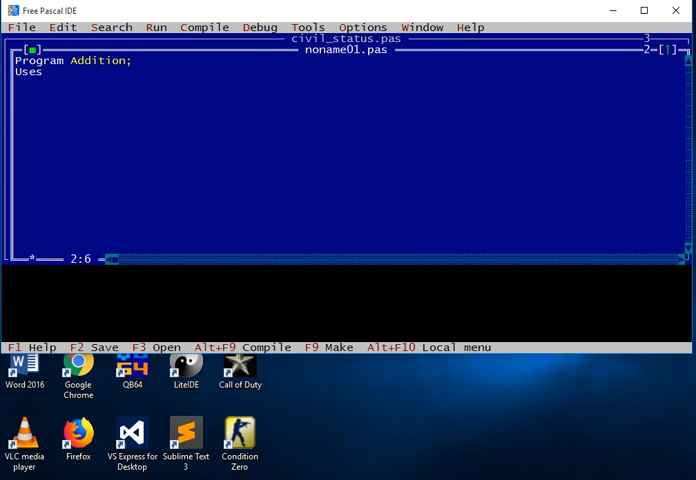 Free Pascal IDE
File Edit Search Run Compile Debug Tools Options Window Help
civil_status.pas 3
[■] noname01.pas 2 [↑]
Program Addition;
Uses
* 2:6
F1 Help F2 Save F3 Open Alt+F9 Compile F9 Make Alt+F10 Local menu
Word 2016
Google
Chrome
QB64
LiteIDE
Call of Duty
VLC media
player
Firefox
VS Express for
Desktop
Sublime Text
3
Condition
Zero